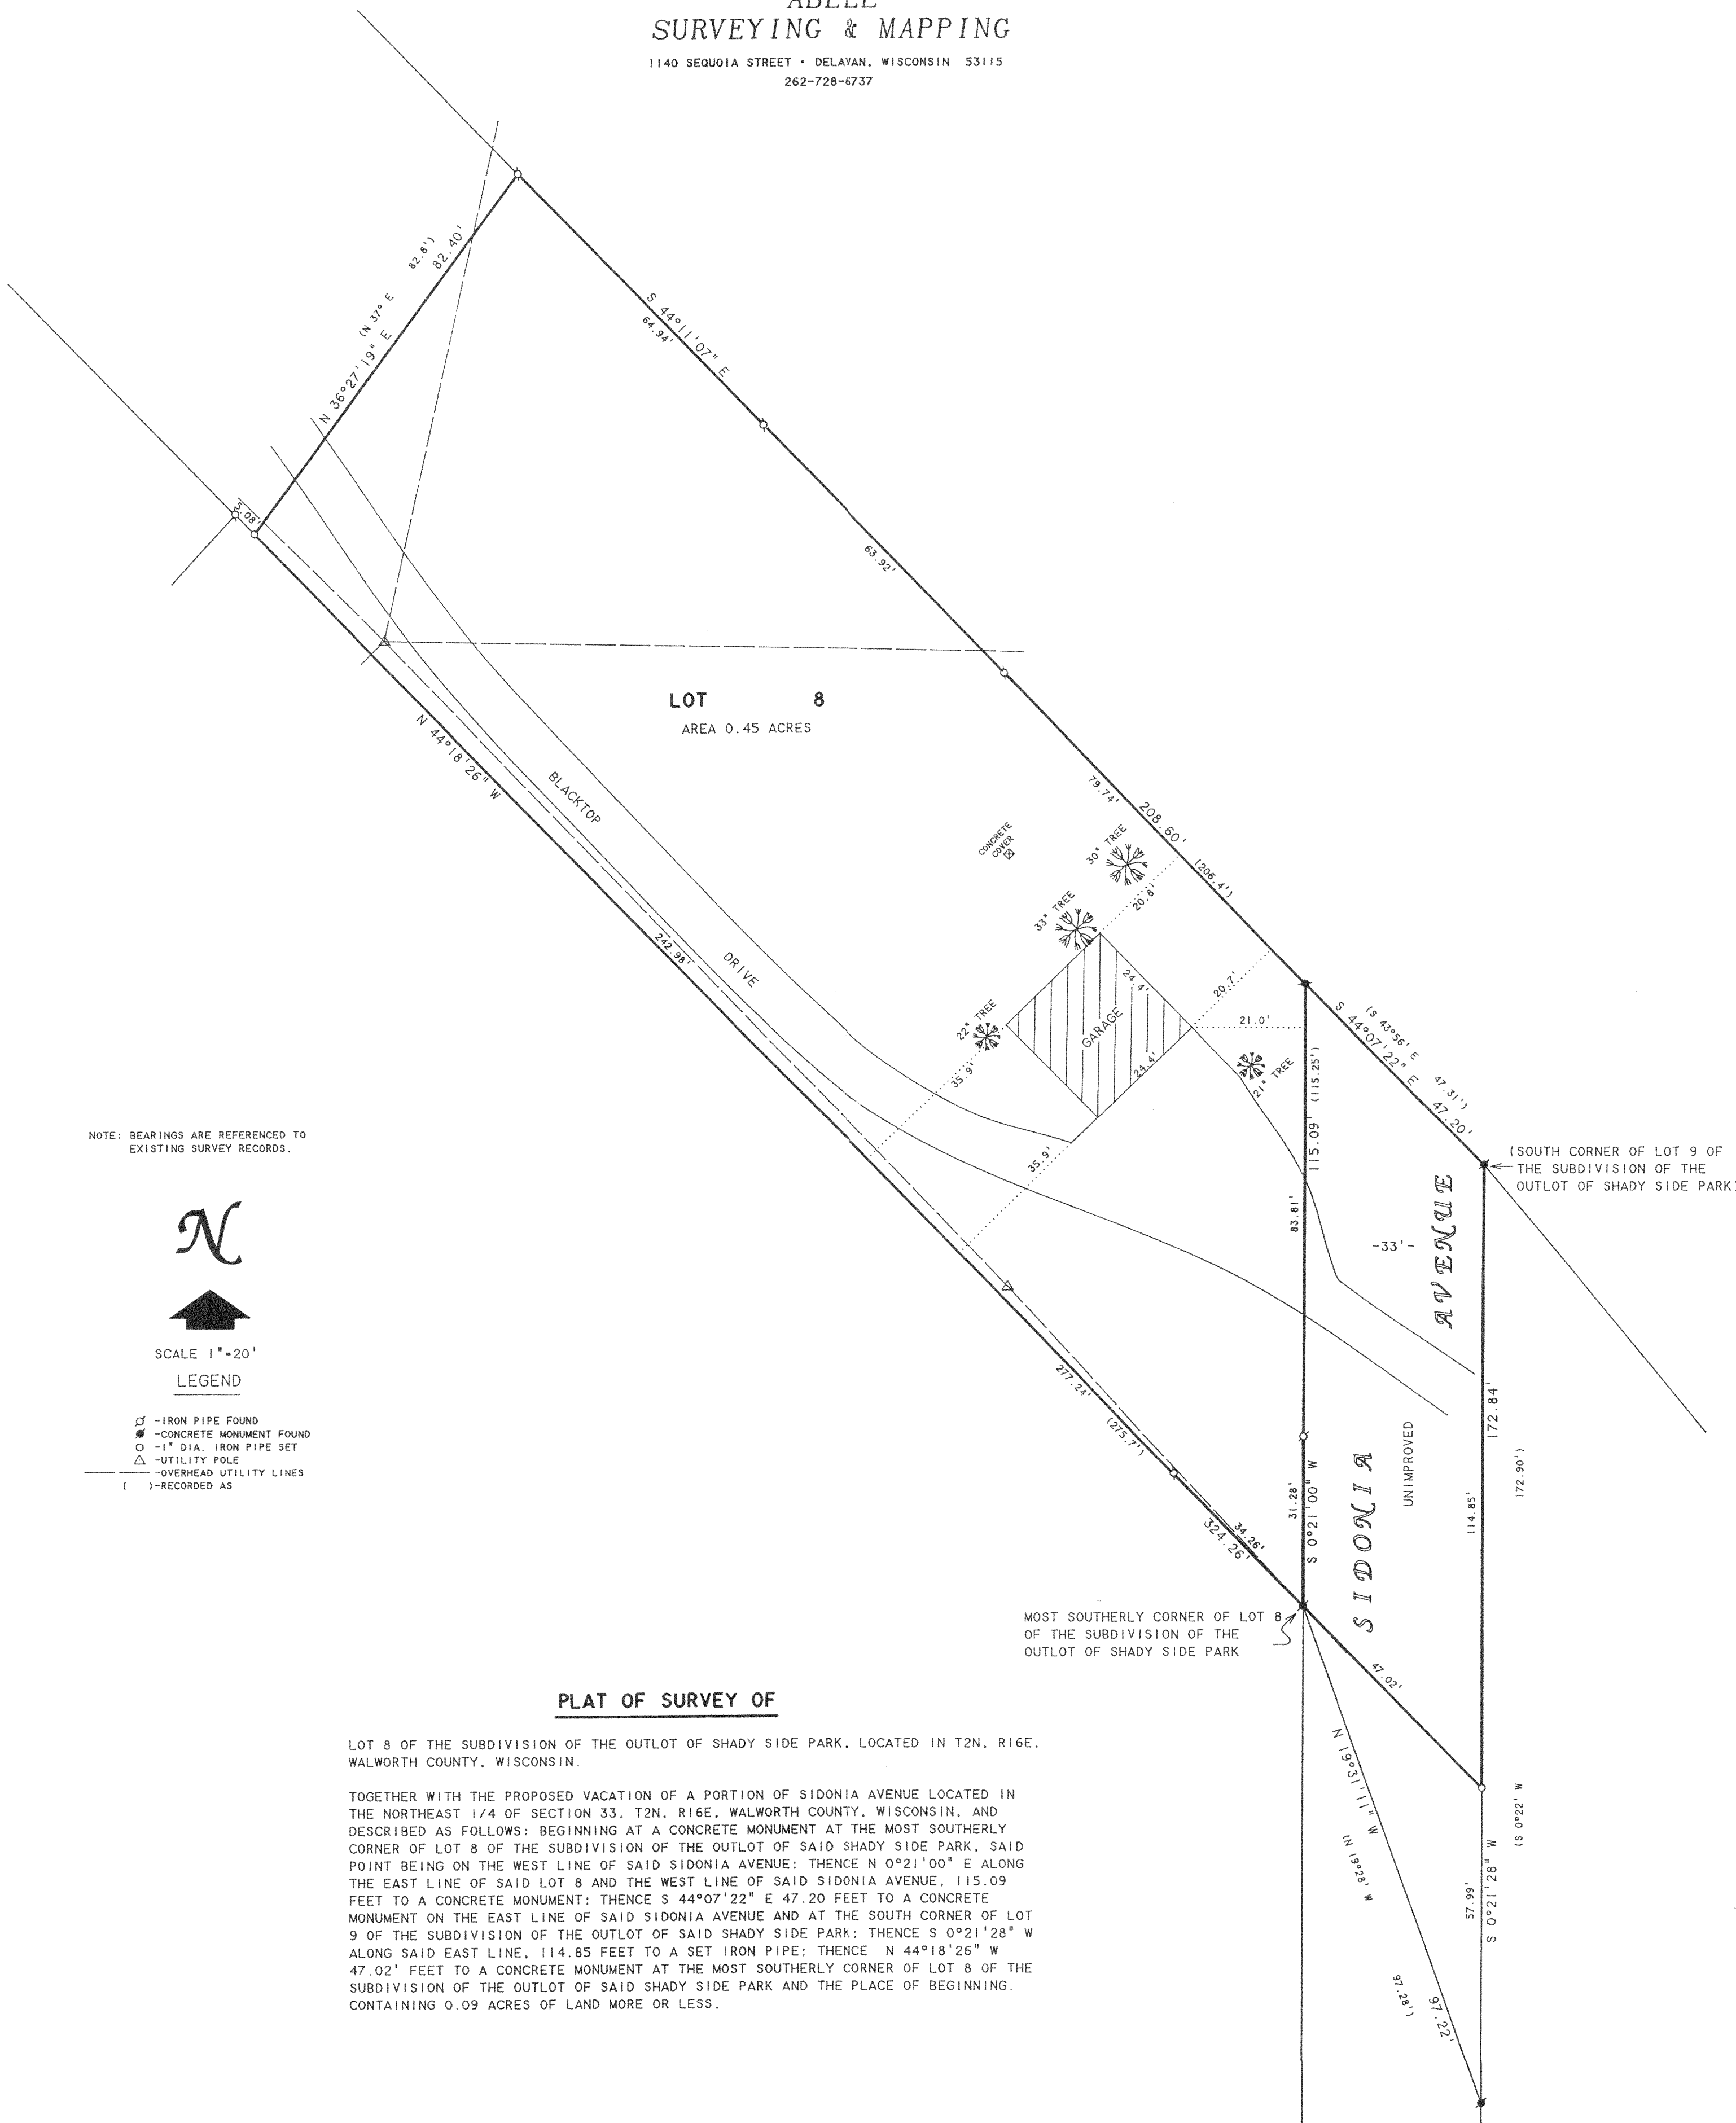 ABELL
SURVEYING & MAPPING
1140 SEQUOIA STREET • DELAVAN, WISCONSIN 53115
262-728-6737
82.8')
82.40'
(N 37° E
N 36°27'19" E
S 44°11'07" E
64.94'
5.08'
63.92'
LOT 8
AREA 0.45 ACRES
N 44°18'26" W
BLACKTOP
DRIVE
242.98'
79.74'
208.60'
(206.4')
CONCRETE
COVER
30" TREE
20.8'
33" TREE
24.4'
20.7'
22" TREE
GARAGE
21.0'
24.4'
21" TREE
35.9'
35.9'
115.09' (115.25')
(S 43°56' E
47.31')
S 44°07'22" E
47.20'
(SOUTH CORNER OF LOT 9 OF
THE SUBDIVISION OF THE
OUTLOT OF SHADY SIDE PARK)
NOTE: BEARINGS ARE REFERENCED TO
EXISTING SURVEY RECORDS.
N
SCALE 1"=20'
LEGEND
-IRON PIPE FOUND
-CONCRETE MONUMENT FOUND
-1" DIA. IRON PIPE SET
-UTILITY POLE
-OVERHEAD UTILITY LINES
( )-RECORDED AS
83.81'
-33'-
SIDONIA AVENUE
UNIMPROVED
172.84'
172.90')
114.85'
277.24'
(275.7')
31.28'
S 0°21'00" W
34.26'
324.26'
MOST SOUTHERLY CORNER OF LOT 8
OF THE SUBDIVISION OF THE
OUTLOT OF SHADY SIDE PARK
47.02'
N 19°31'11" W
(N 19°28' W
97.28')
97.22'
57.99'
S 0°21'28" W
(S 0°22' W
PLAT OF SURVEY OF
LOT 8 OF THE SUBDIVISION OF THE OUTLOT OF SHADY SIDE PARK, LOCATED IN T2N, R16E,
WALWORTH COUNTY, WISCONSIN.
TOGETHER WITH THE PROPOSED VACATION OF A PORTION OF SIDONIA AVENUE LOCATED IN
THE NORTHEAST 1/4 OF SECTION 33, T2N, R16E, WALWORTH COUNTY, WISCONSIN, AND
DESCRIBED AS FOLLOWS: BEGINNING AT A CONCRETE MONUMENT AT THE MOST SOUTHERLY
CORNER OF LOT 8 OF THE SUBDIVISION OF THE OUTLOT OF SAID SHADY SIDE PARK, SAID
POINT BEING ON THE WEST LINE OF SAID SIDONIA AVENUE; THENCE N 0°21'00" E ALONG
THE EAST LINE OF SAID LOT 8 AND THE WEST LINE OF SAID SIDONIA AVENUE, 115.09
FEET TO A CONCRETE MONUMENT; THENCE S 44°07'22" E 47.20 FEET TO A CONCRETE
MONUMENT ON THE EAST LINE OF SAID SIDONIA AVENUE AND AT THE SOUTH CORNER OF LOT
9 OF THE SUBDIVISION OF THE OUTLOT OF SAID SHADY SIDE PARK; THENCE S 0°21'28" W
ALONG SAID EAST LINE, 114.85 FEET TO A SET IRON PIPE; THENCE N 44°18'26" W
47.02' FEET TO A CONCRETE MONUMENT AT THE MOST SOUTHERLY CORNER OF LOT 8 OF THE
SUBDIVISION OF THE OUTLOT OF SAID SHADY SIDE PARK AND THE PLACE OF BEGINNING.
CONTAINING 0.09 ACRES OF LAND MORE OR LESS.